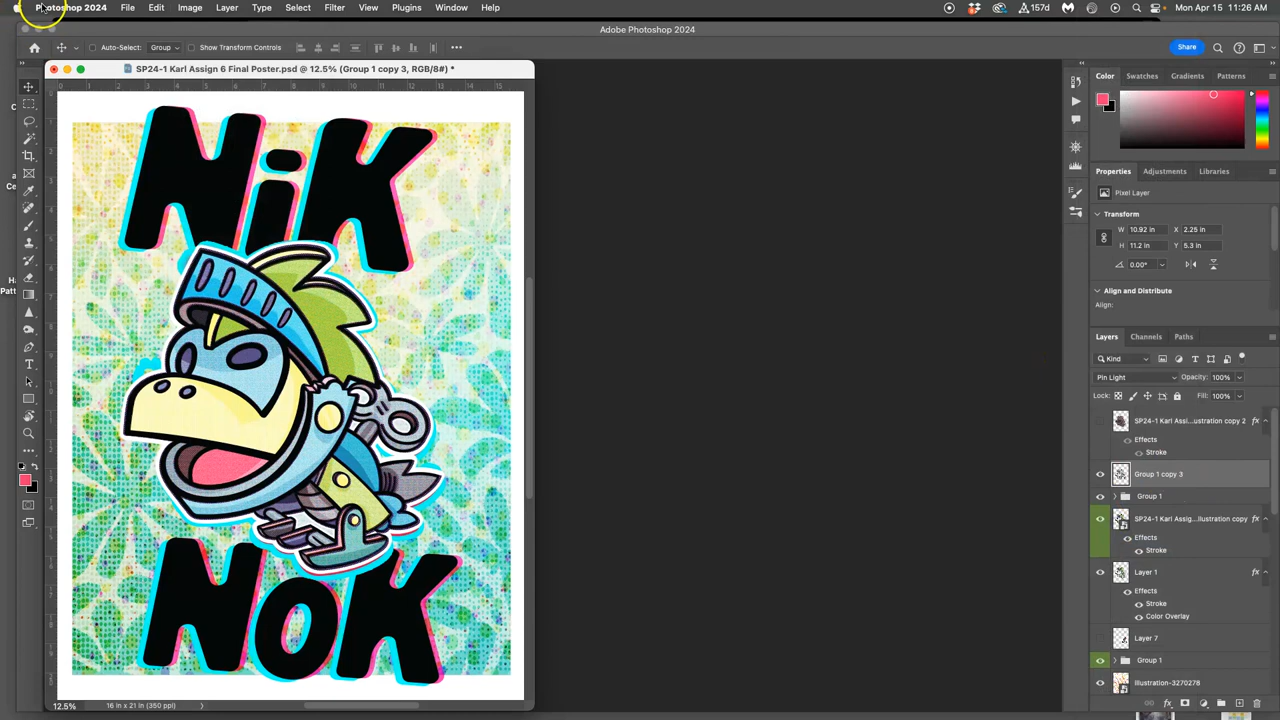 Photoshop 2024 File Edit Image Layer Type Select Filter View Plugins Window Help 157d Mon Apr 15 11:26 AM
Adobe Photoshop 2024
Auto-Select: Group Show Transform Controls Share
SP24-1 Karl Assign 6 Final Poster.psd @ 12.5% (Group 1 copy 3, RGB/8#) *
NiK
NoK
12.5% 16 in x 21 in (350 ppi)
Color Swatches Gradients Patterns
Properties Adjustments Libraries
Pixel Layer
Transform
W 10.92 in X 2.25 in
H 11.2 in Y 5.3 in
0.00°
Align and Distribute
Align:
Layers Channels Paths
Kind
Pin Light Opacity: 100%
Lock: Fill: 100%
SP24-1 Karl Assi...ustration copy 2 fx
Effects
Stroke
Group 1 copy 3
Group 1
SP24-1 Karl Assig...llustration copy
Effects
Stroke
Layer 1 fx
Effects
Stroke
Color Overlay
Layer 7
Group 1
illustration-3270278